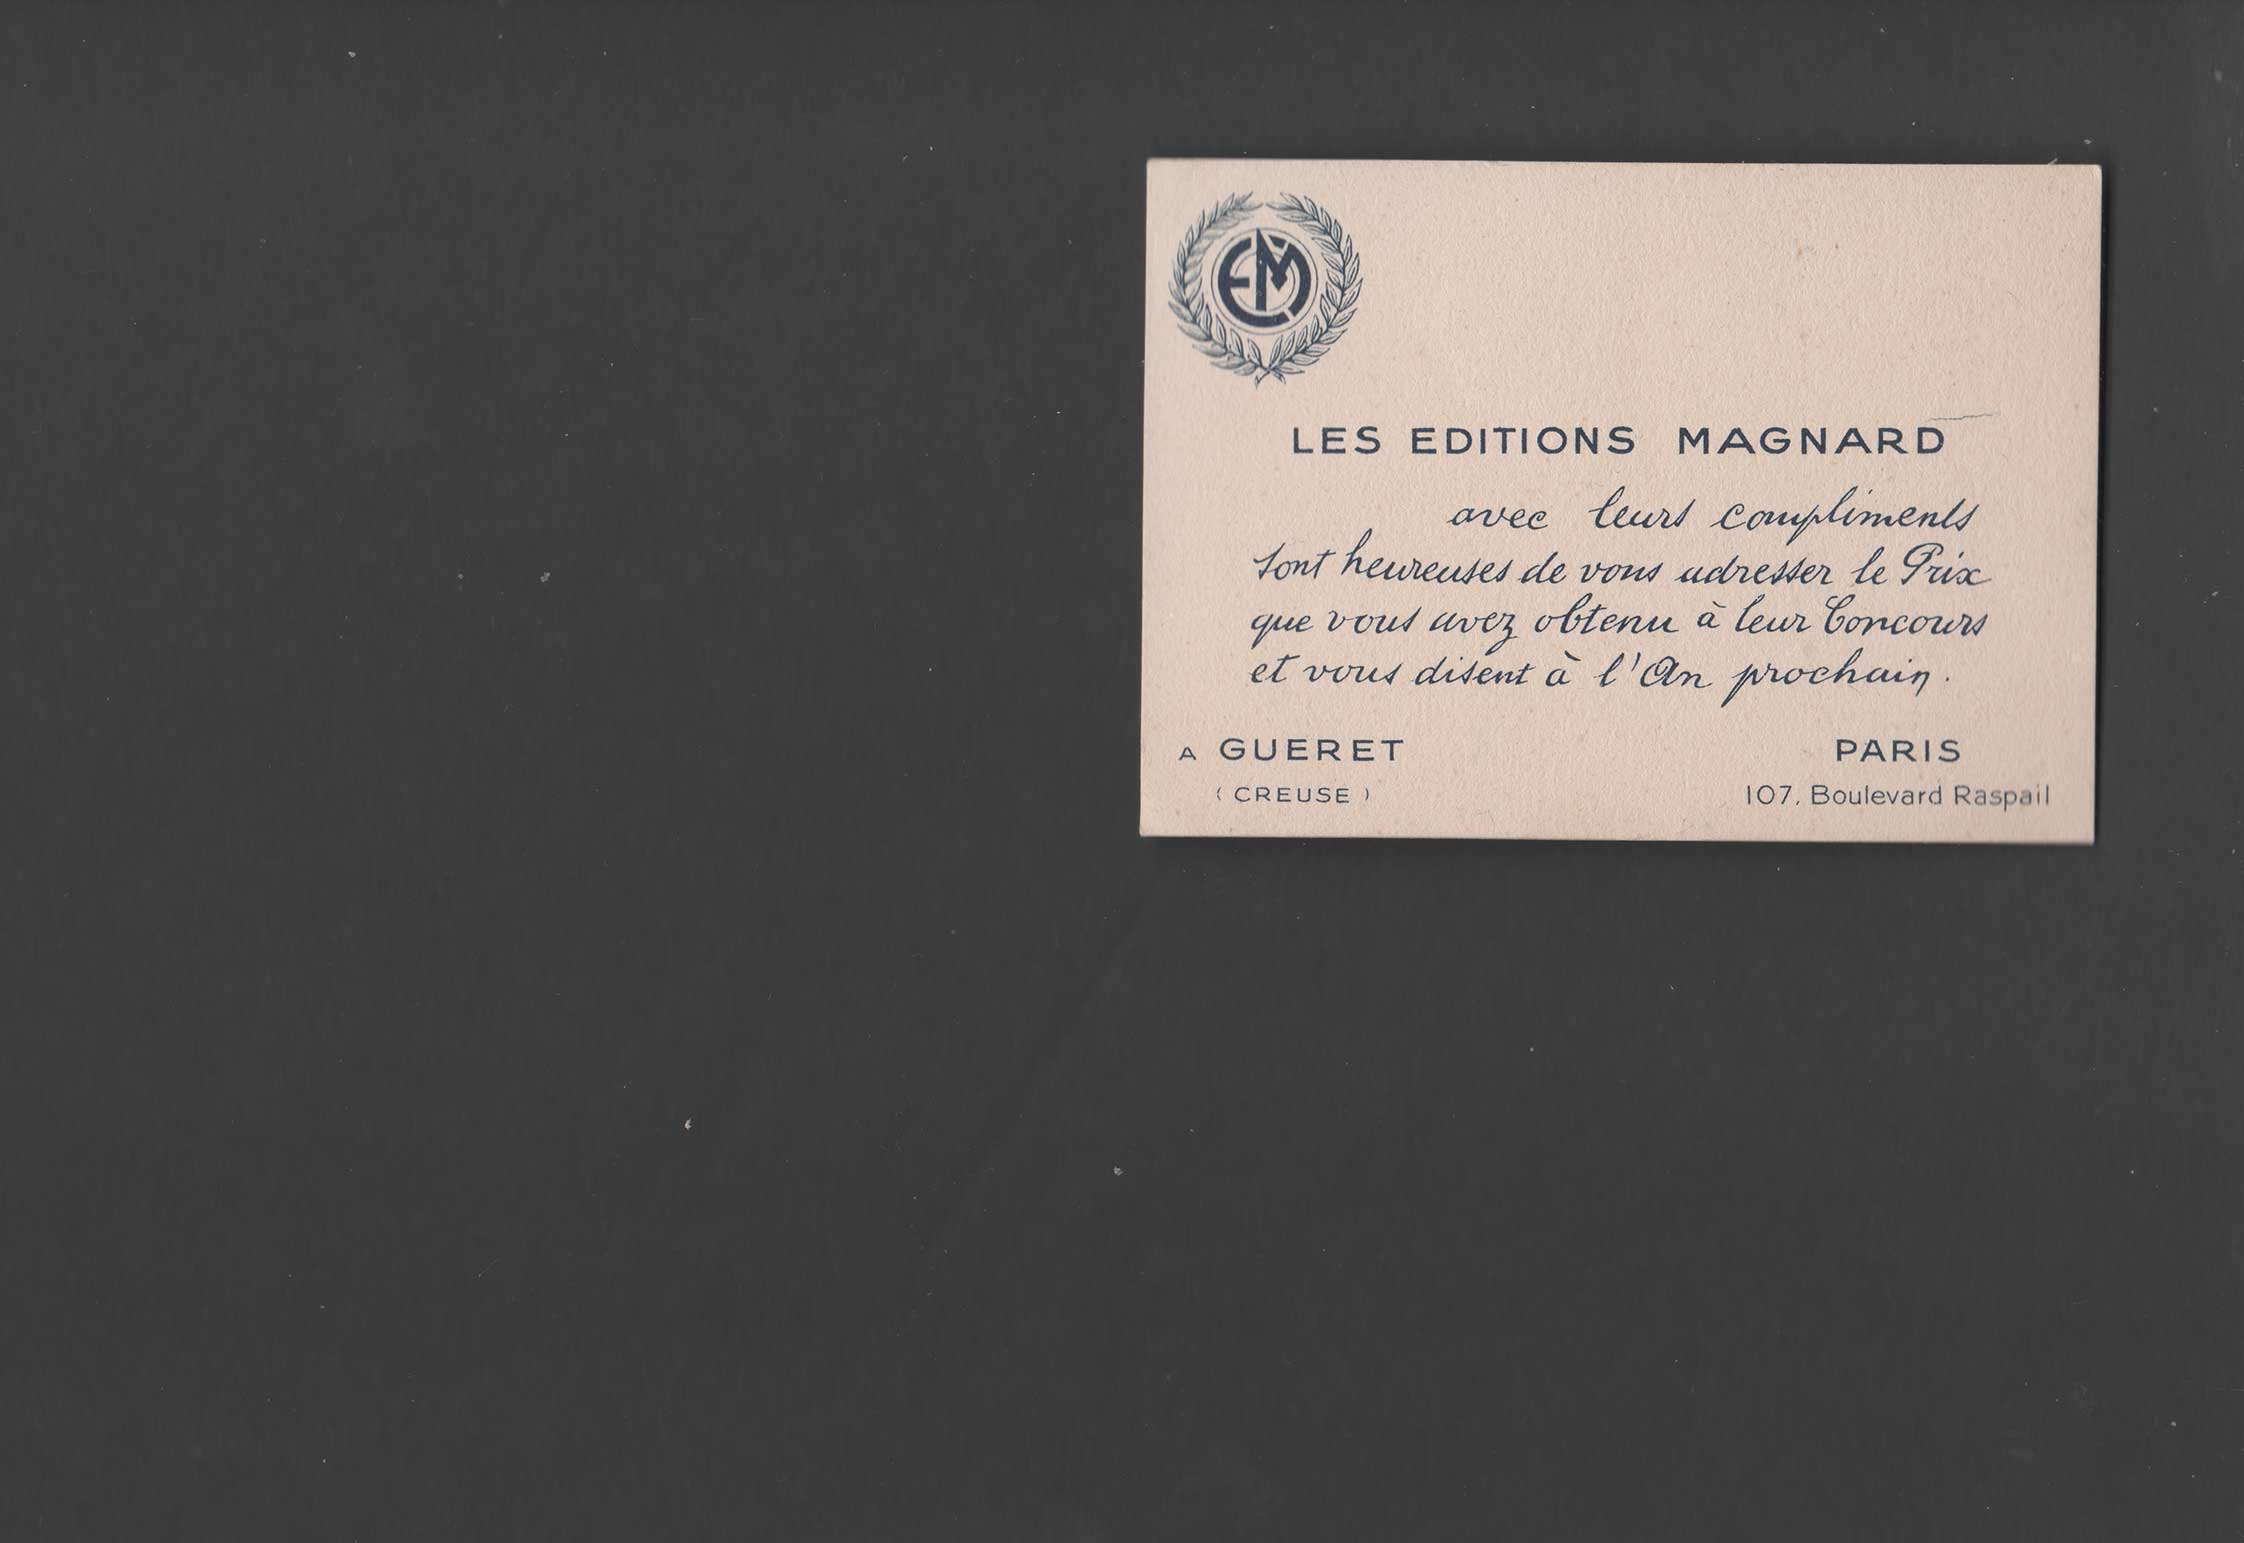 EM
LES EDITIONS MAGNARD
avec leurs compliments
sont heureuses de vous adresser le Prix
que vous avez obtenu à leur Concours
et vous disent à l'An prochain.
A GUERET
( CREUSE )
PARIS
107, Boulevard Raspail